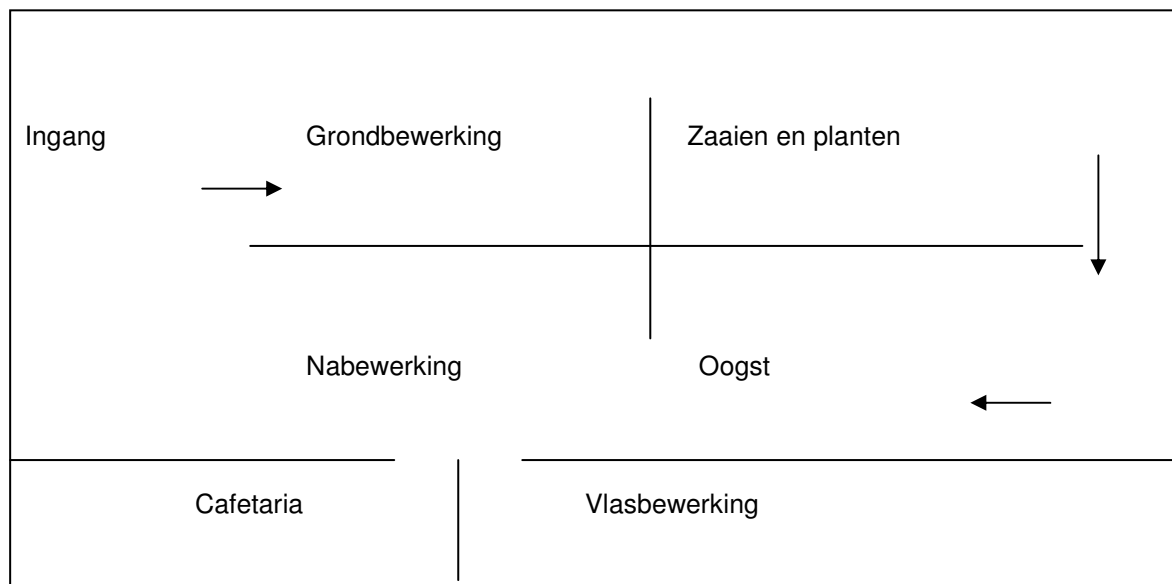 Ingang
Grondbewerking
Zaaien en planten
Nabewerking
Oogst
Cafetaria
Vlasbewerking